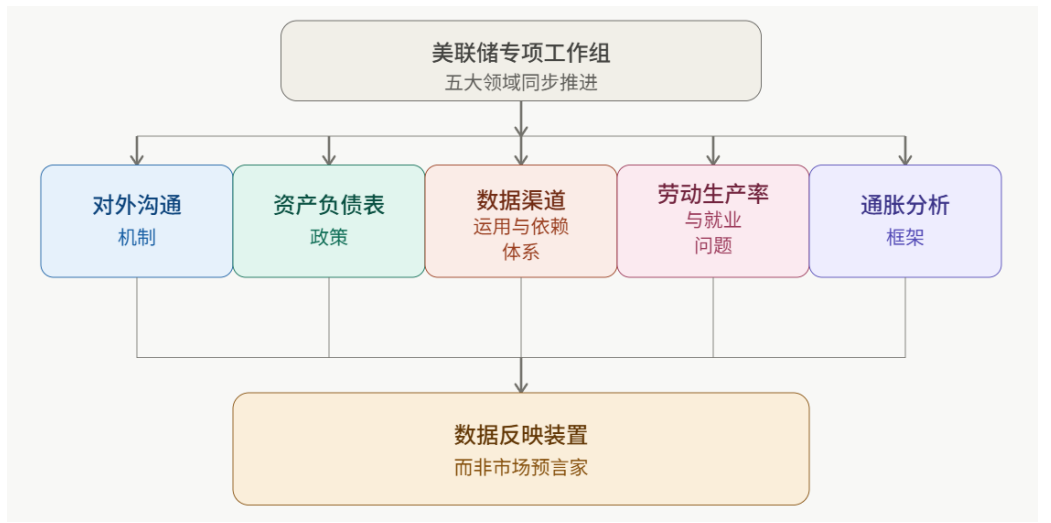 美联储专项工作组
五大领域同步推进
对外沟通
机制
资产负债表
政策
数据渠道
运用与依赖
体系
劳动生产率
与就业
问题
通胀分析
框架
数据反映装置
而非市场预言家